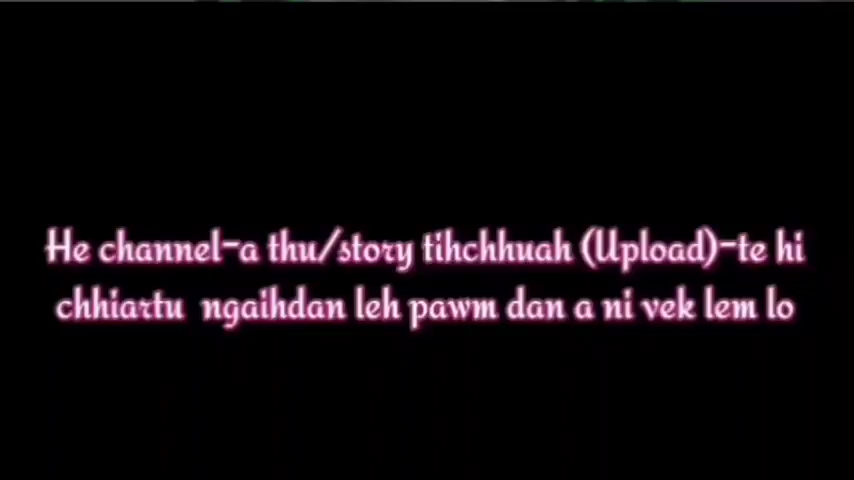 He channel-a thu/story tihchhuah (Upload)-te hi
chhiartu ngaihdan leh pawm dan a ni vek lem lo